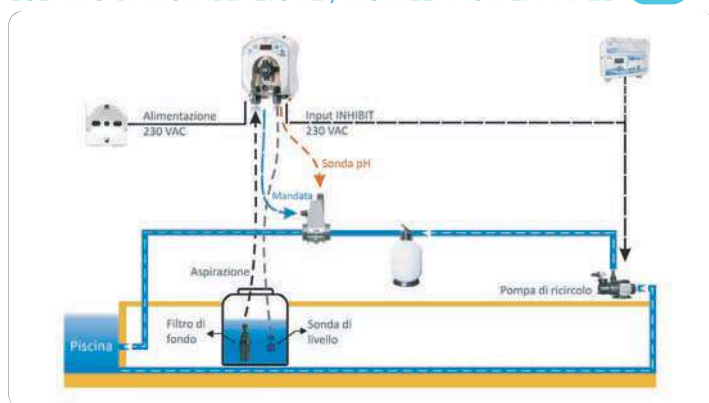 Alimentazione
230 VAC
Input INHIBIT
230 VAC
Sonda pH
Mandata
Aspirazione
Pompa di ricircolo
Filtro di
fondo
Sonda di
livello
Piscina